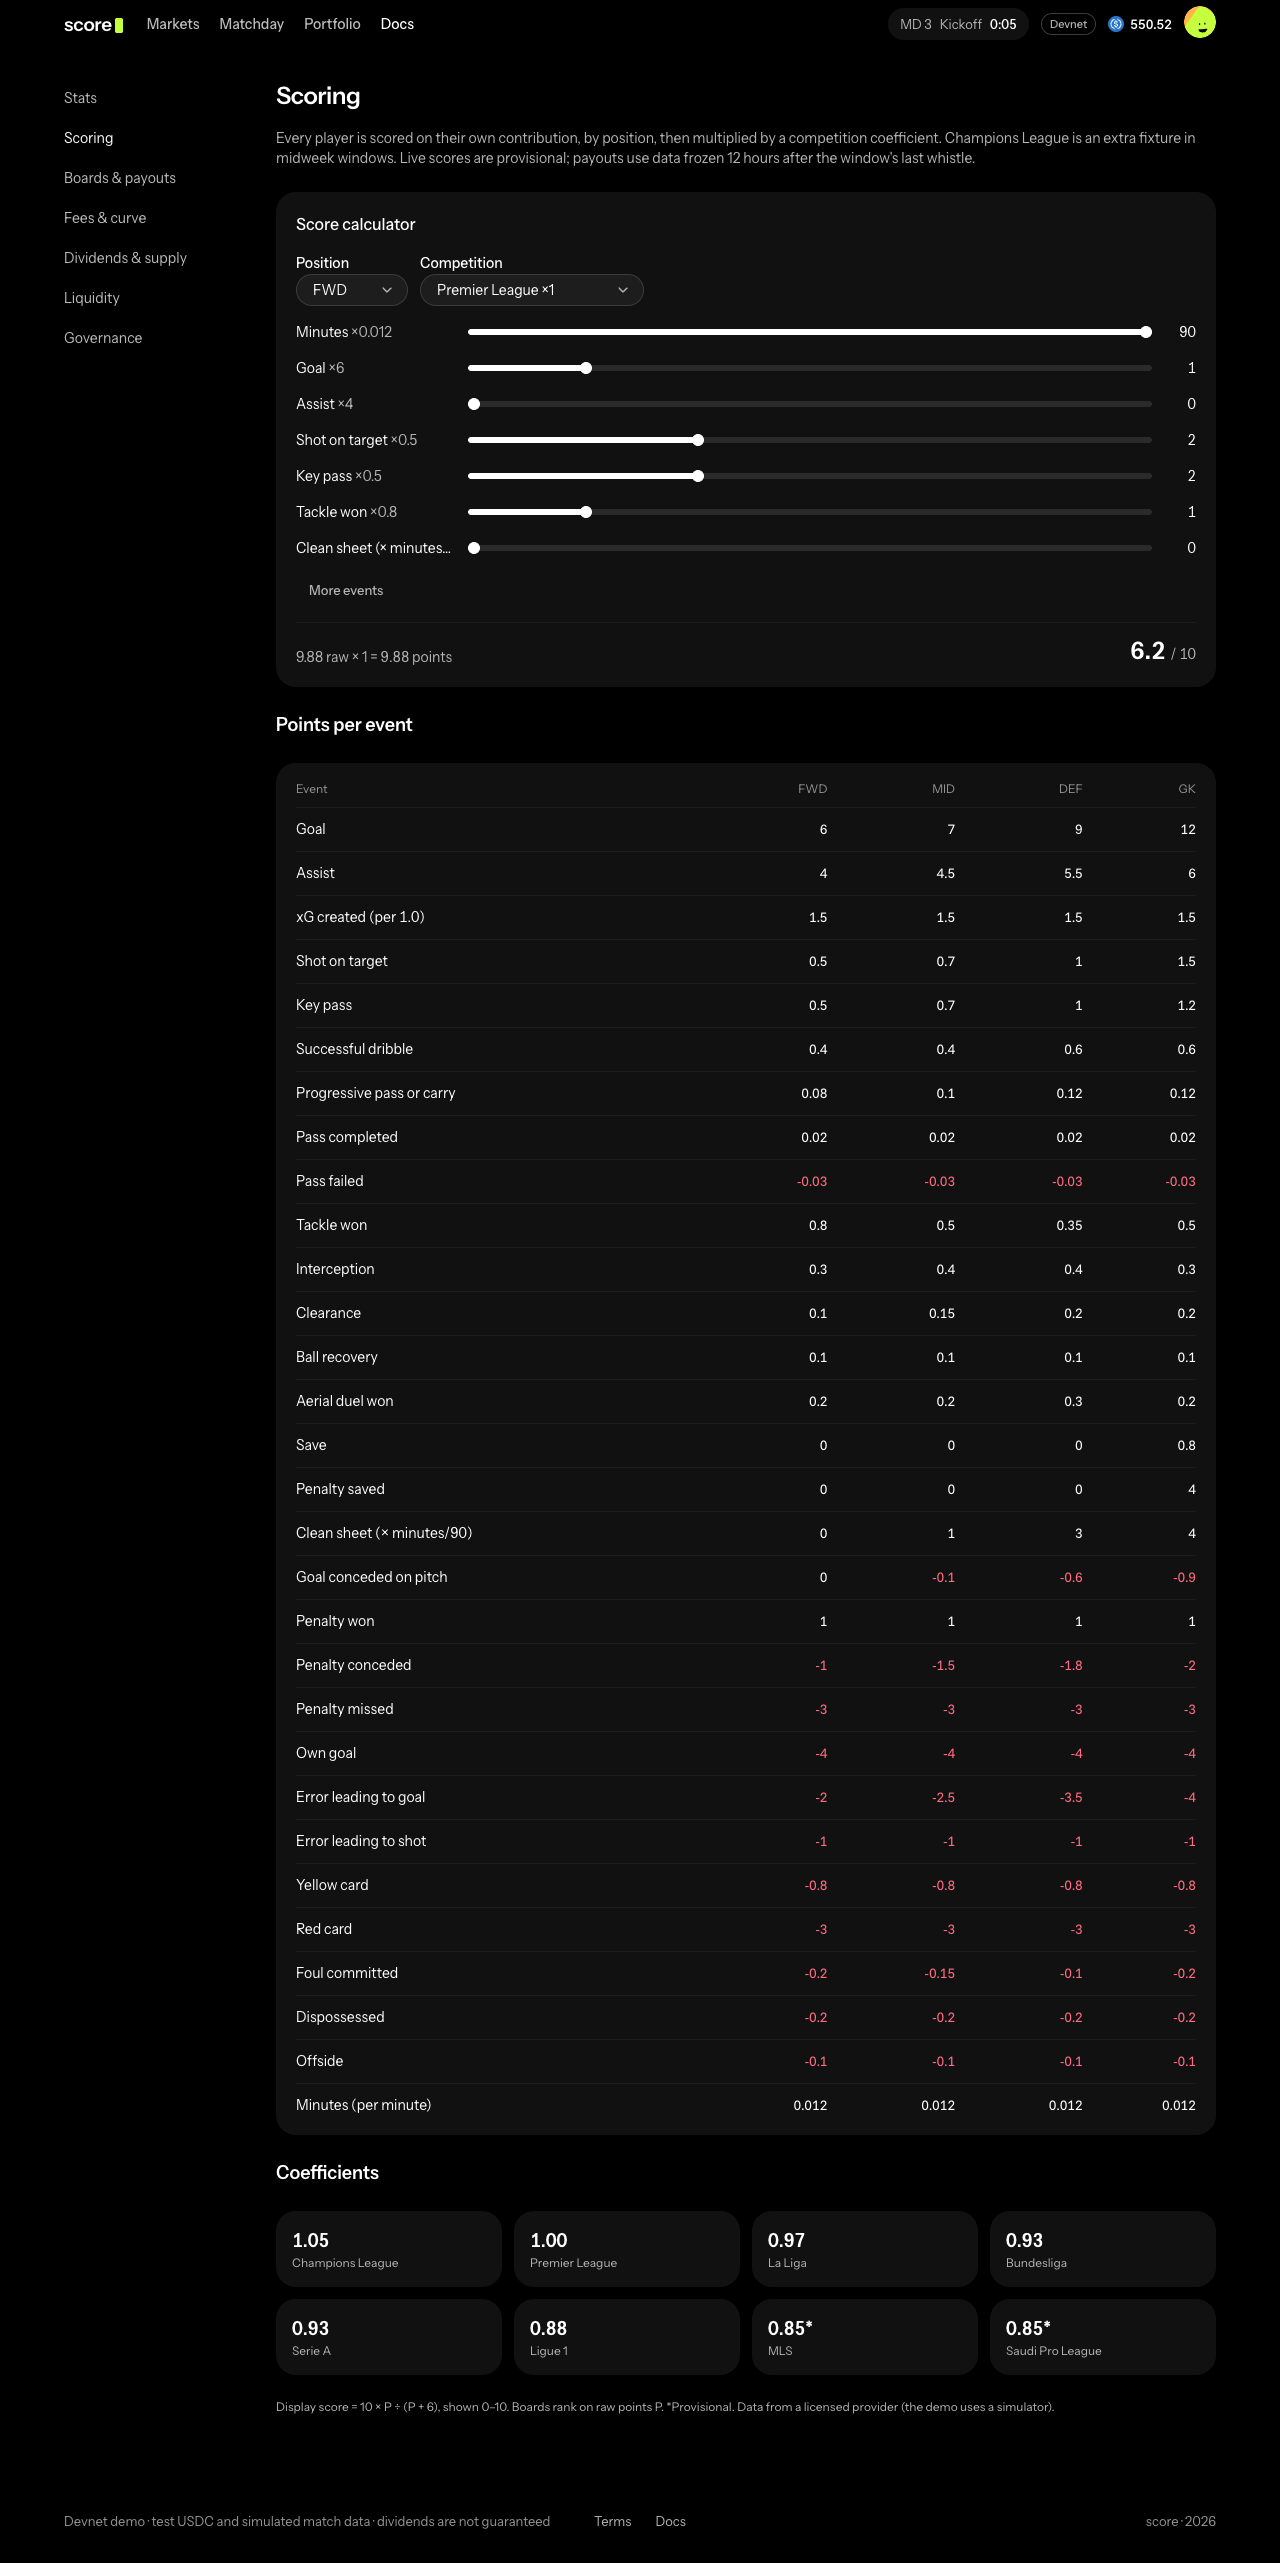 score Markets Matchday Portfolio Docs MD 3 Kickoff 0:05 Devnet 550.52
Stats
Scoring
Boards & payouts
Fees & curve
Dividends & supply
Liquidity
Governance
Scoring
Every player is scored on their own contribution, by position, then multiplied by a competition coefficient. Champions League is an extra fixture in
midweek windows. Live scores are provisional; payouts use data frozen 12 hours after the window's last whistle.
Score calculator
Position Competition
FWD Premier League ×1
Minutes ×0.012 90
Goal ×6 1
Assist ×4 0
Shot on target ×0.5 2
Key pass ×0.5 2
Tackle won ×0.8 1
Clean sheet (× minutes... 0
More events
9.88 raw × 1 = 9.88 points 6.2 / 10
Points per event
Event FWD MID DEF GK
Goal 6 7 9 12
Assist 4 4.5 5.5 6
xG created (per 1.0) 1.5 1.5 1.5 1.5
Shot on target 0.5 0.7 1 1.5
Key pass 0.5 0.7 1 1.2
Successful dribble 0.4 0.4 0.6 0.6
Progressive pass or carry 0.08 0.1 0.12 0.12
Pass completed 0.02 0.02 0.02 0.02
Pass failed -0.03 -0.03 -0.03 -0.03
Tackle won 0.8 0.5 0.35 0.5
Interception 0.3 0.4 0.4 0.3
Clearance 0.1 0.15 0.2 0.2
Ball recovery 0.1 0.1 0.1 0.1
Aerial duel won 0.2 0.2 0.3 0.2
Save 0 0 0 0.8
Penalty saved 0 0 0 4
Clean sheet (× minutes/90) 0 1 3 4
Goal conceded on pitch 0 -0.1 -0.6 -0.9
Penalty won 1 1 1 1
Penalty conceded -1 -1.5 -1.8 -2
Penalty missed -3 -3 -3 -3
Own goal -4 -4 -4 -4
Error leading to goal -2 -2.5 -3.5 -4
Error leading to shot -1 -1 -1 -1
Yellow card -0.8 -0.8 -0.8 -0.8
Red card -3 -3 -3 -3
Foul committed -0.2 -0.15 -0.1 -0.2
Dispossessed -0.2 -0.2 -0.2 -0.2
Offside -0.1 -0.1 -0.1 -0.1
Minutes (per minute) 0.012 0.012 0.012 0.012
Coefficients
1.05 1.00 0.97 0.93
Champions League Premier League La Liga Bundesliga
0.93 0.88 0.85* 0.85*
Serie A Ligue 1 MLS Saudi Pro League
Display score = 10 × P ÷ (P + 6), shown 0–10. Boards rank on raw points P. *Provisional. Data from a licensed provider (the demo uses a simulator).
Devnet demo · test USDC and simulated match data · dividends are not guaranteed Terms Docs score · 2026